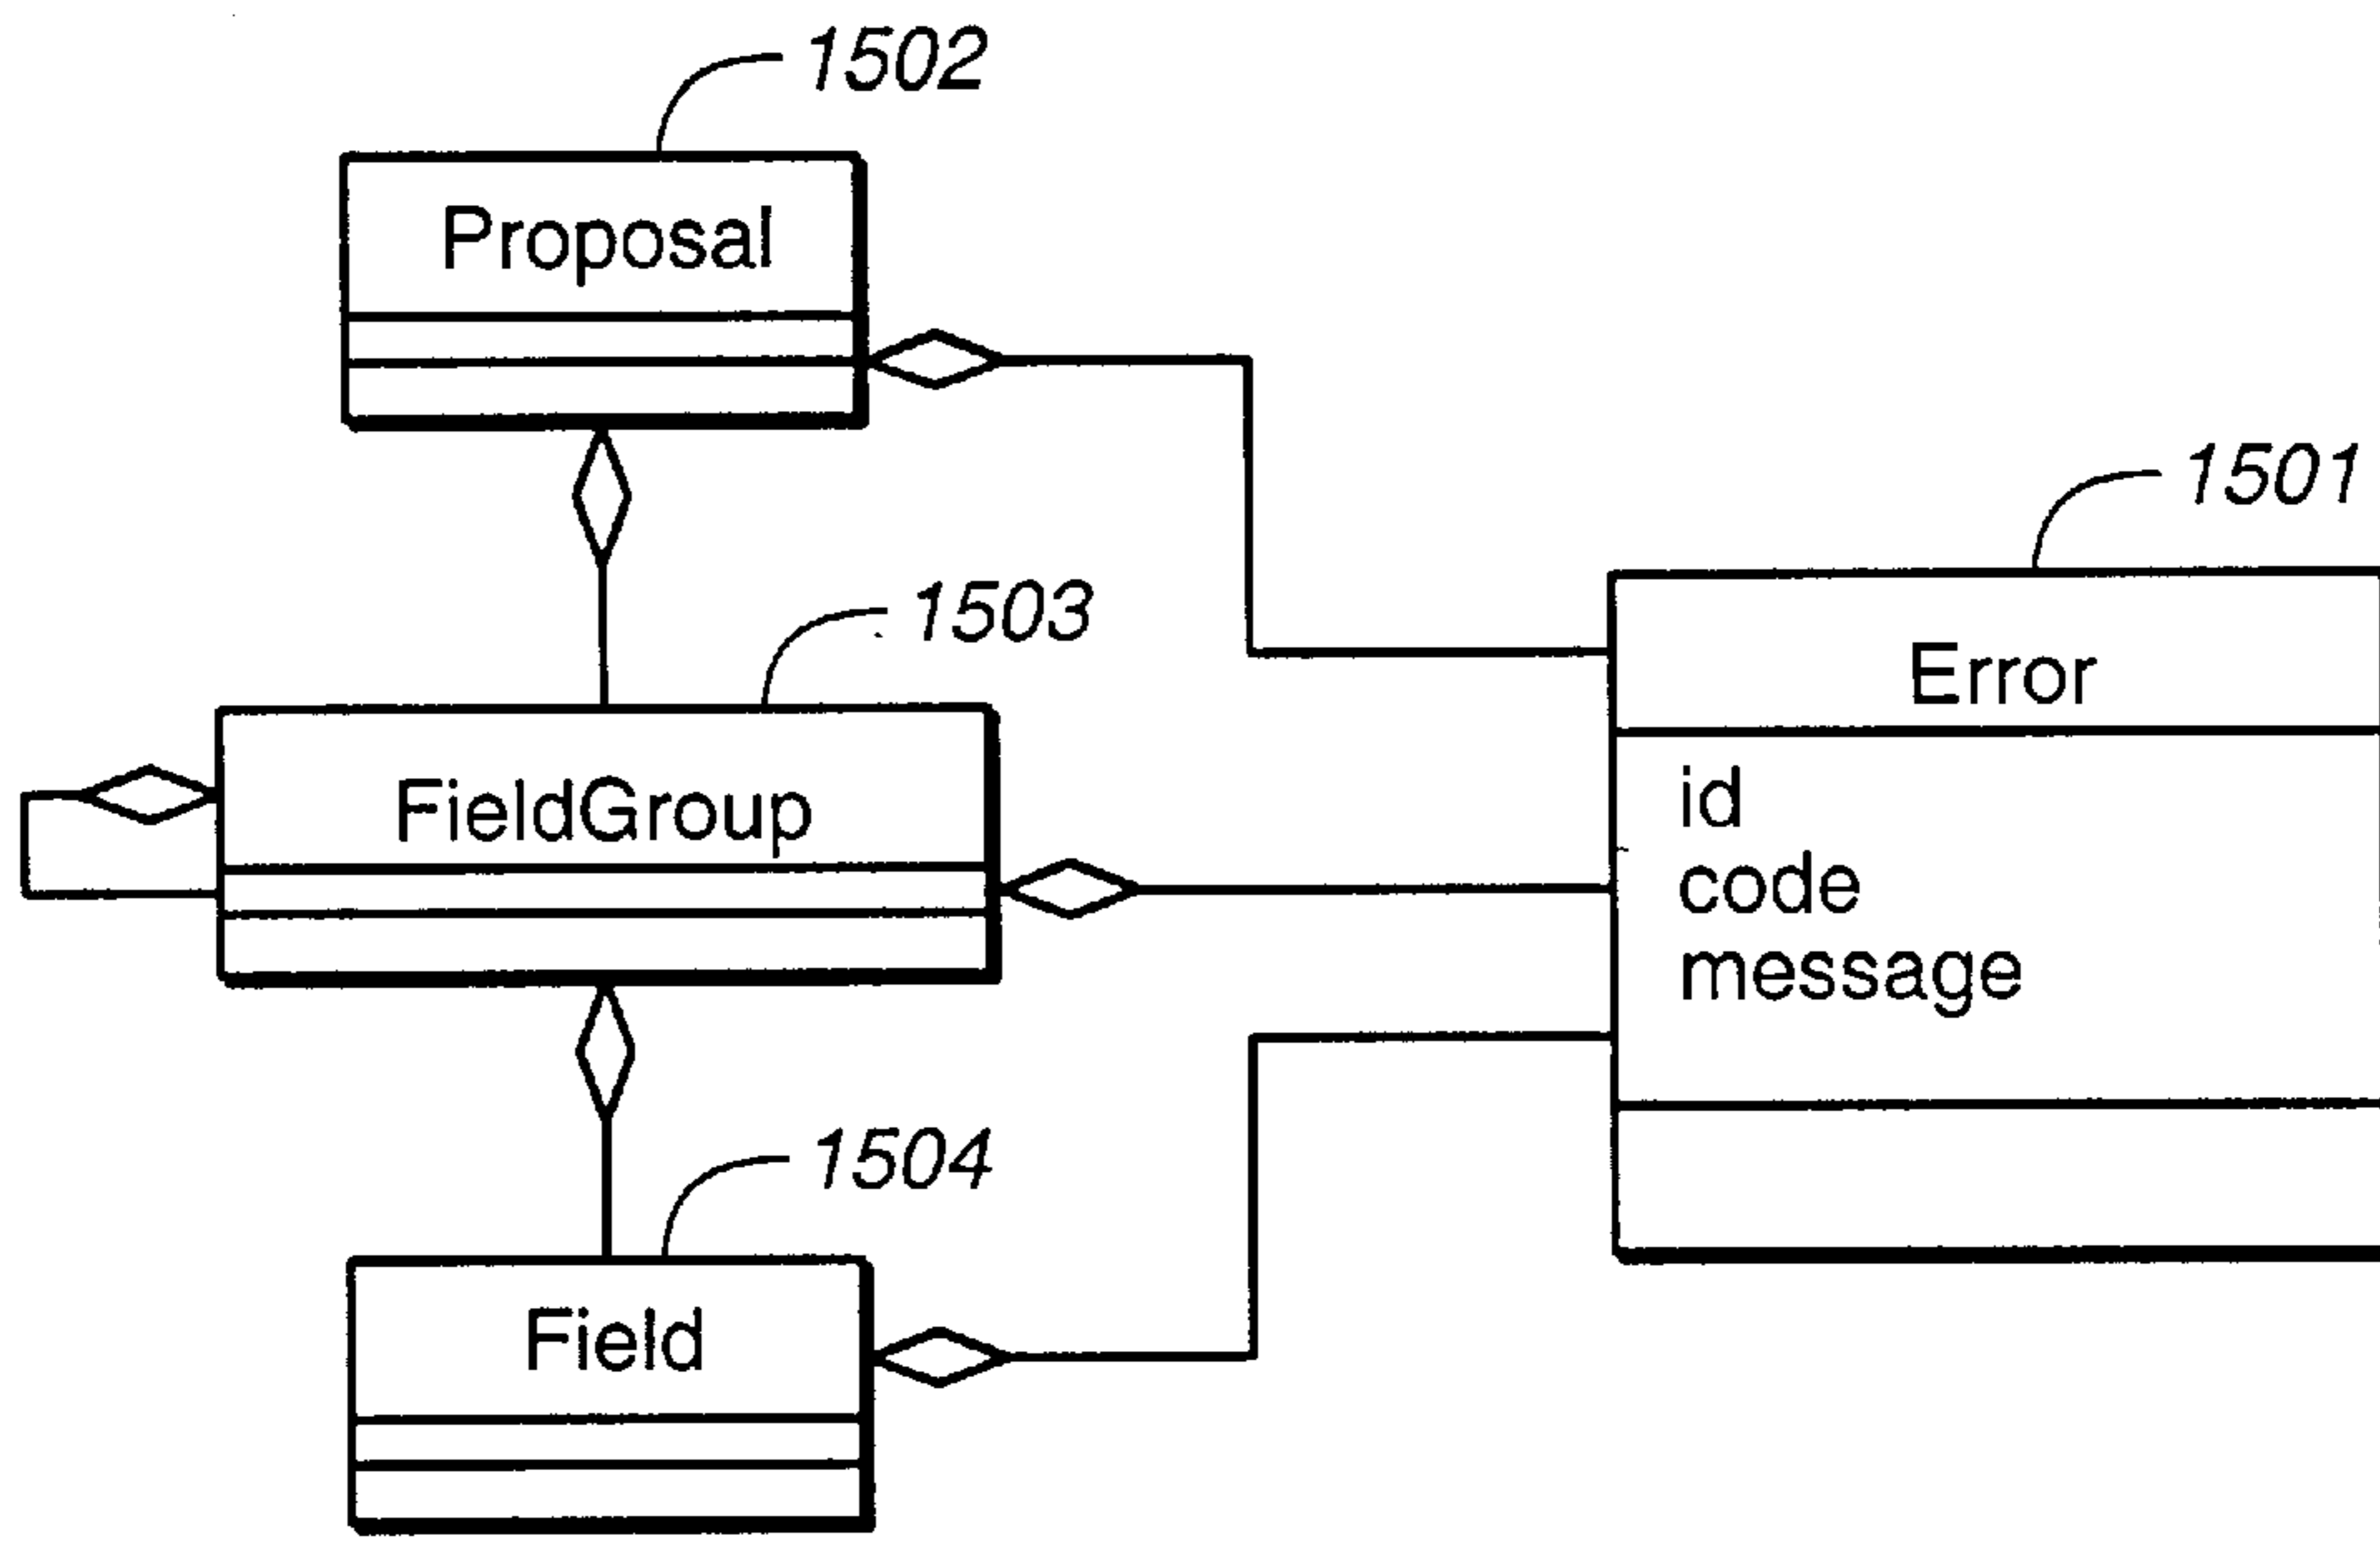 1502
Proposal
1501
1503
Error
FieldGroup
id
code
message
1504
Field